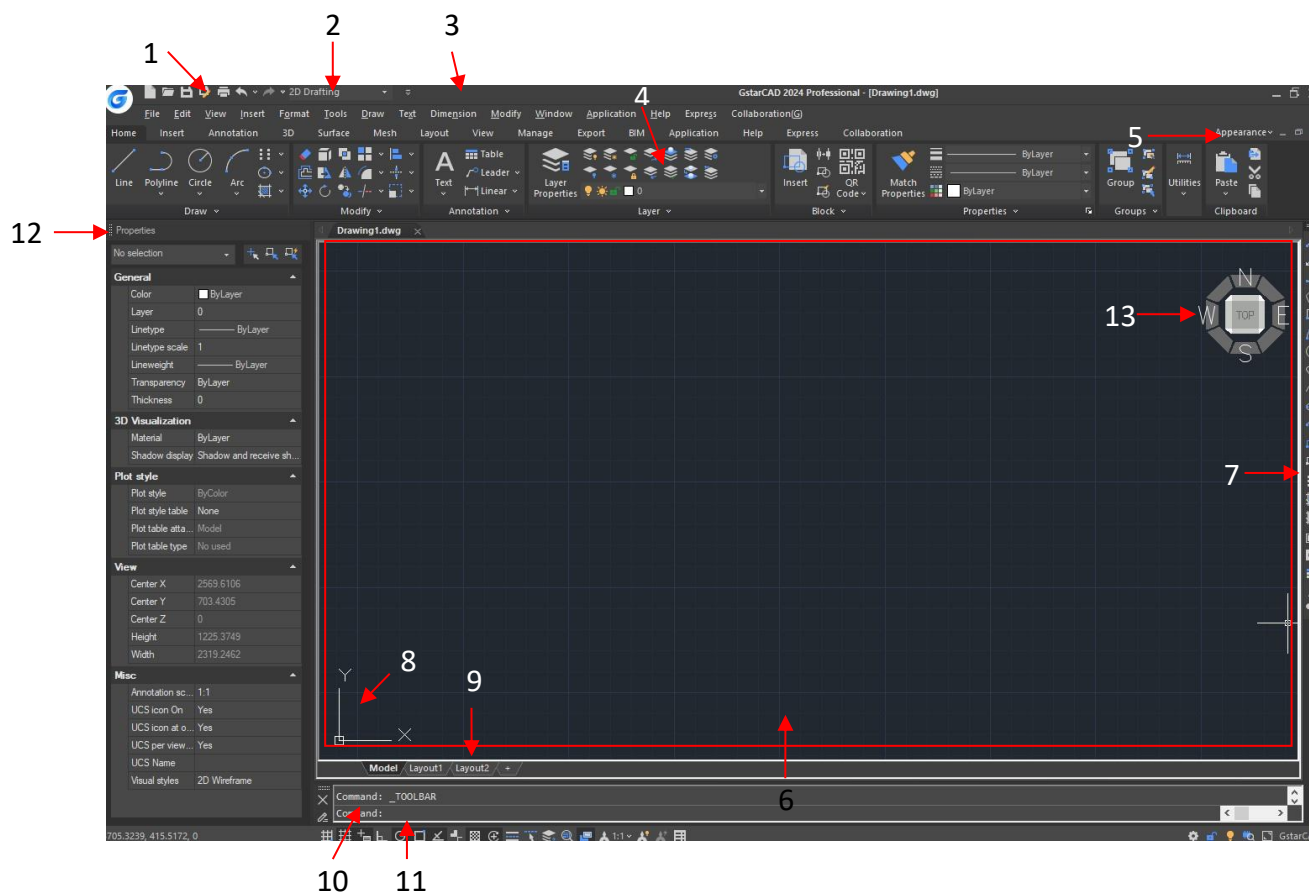 2
1
3
2D Drafting
GstarCAD 2024 Professional - [Drawing1.dwg]
File Edit View Insert Format Tools Draw Text Dimension Modify Window Application Help Express Collaboration(G)
4
Home Insert Annotation 3D Surface Mesh Layout View Manage Export BIM Application Help Express Collaboration Appearance
5
Line Polyline Circle Arc
Text
Table
Leader
Linear
Layer Properties
0
Insert
QR Code
Match Properties
ByLayer
ByLayer
ByLayer
Group
Utilities
Paste
Draw Modify Annotation Layer Block Properties Groups Clipboard
12
Properties
Drawing1.dwg
No selection
General
Color ByLayer
Layer 0
Linetype ByLayer
Linetype scale 1
Lineweight ByLayer
Transparency ByLayer
Thickness 0
3D Visualization
Material ByLayer
Shadow display Shadow and receive sh...
Plot style
Plot style ByColor
Plot style table None
Plot table atta... Model
Plot table type No used
View
Center X 2569.6106
Center Y 703.4305
Center Z 0
Height 1225.3749
Width 2319.2462
Misc
Annotation sc... 1:1
UCS icon On Yes
UCS icon at o... Yes
UCS per view... Yes
UCS Name
Visual styles 2D Wireframe
N
13
W TOP E
S
7
8
9
Y
X
6
Model Layout1 Layout2 +
Command: _TOOLBAR
Command:
705.3239, 415.5172, 0
1:1
GstarCA
10
11